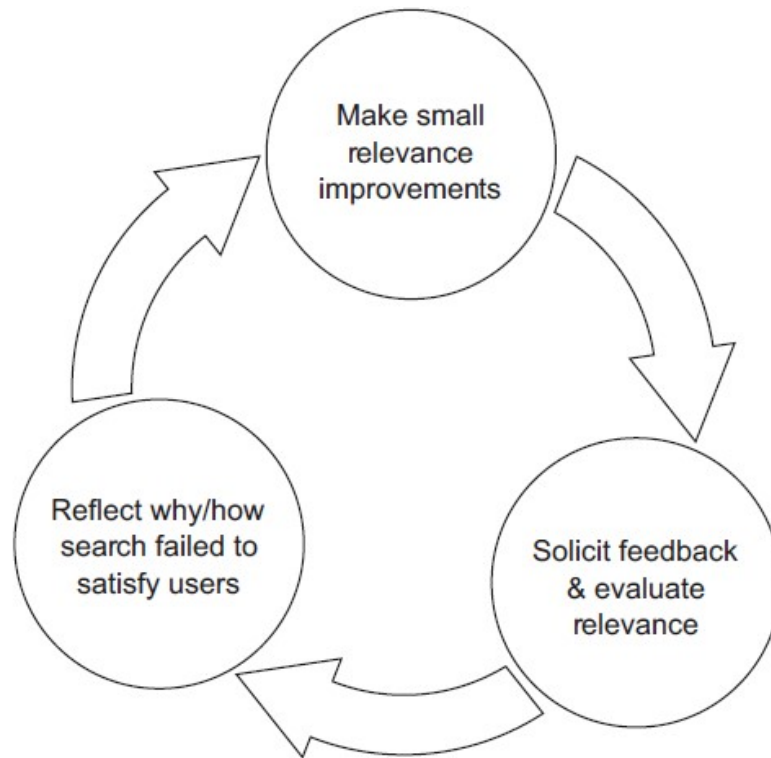 Make small
relevance
improvements
Reflect why/how
search failed to
satisfy users
Solicit feedback
& evaluate
relevance